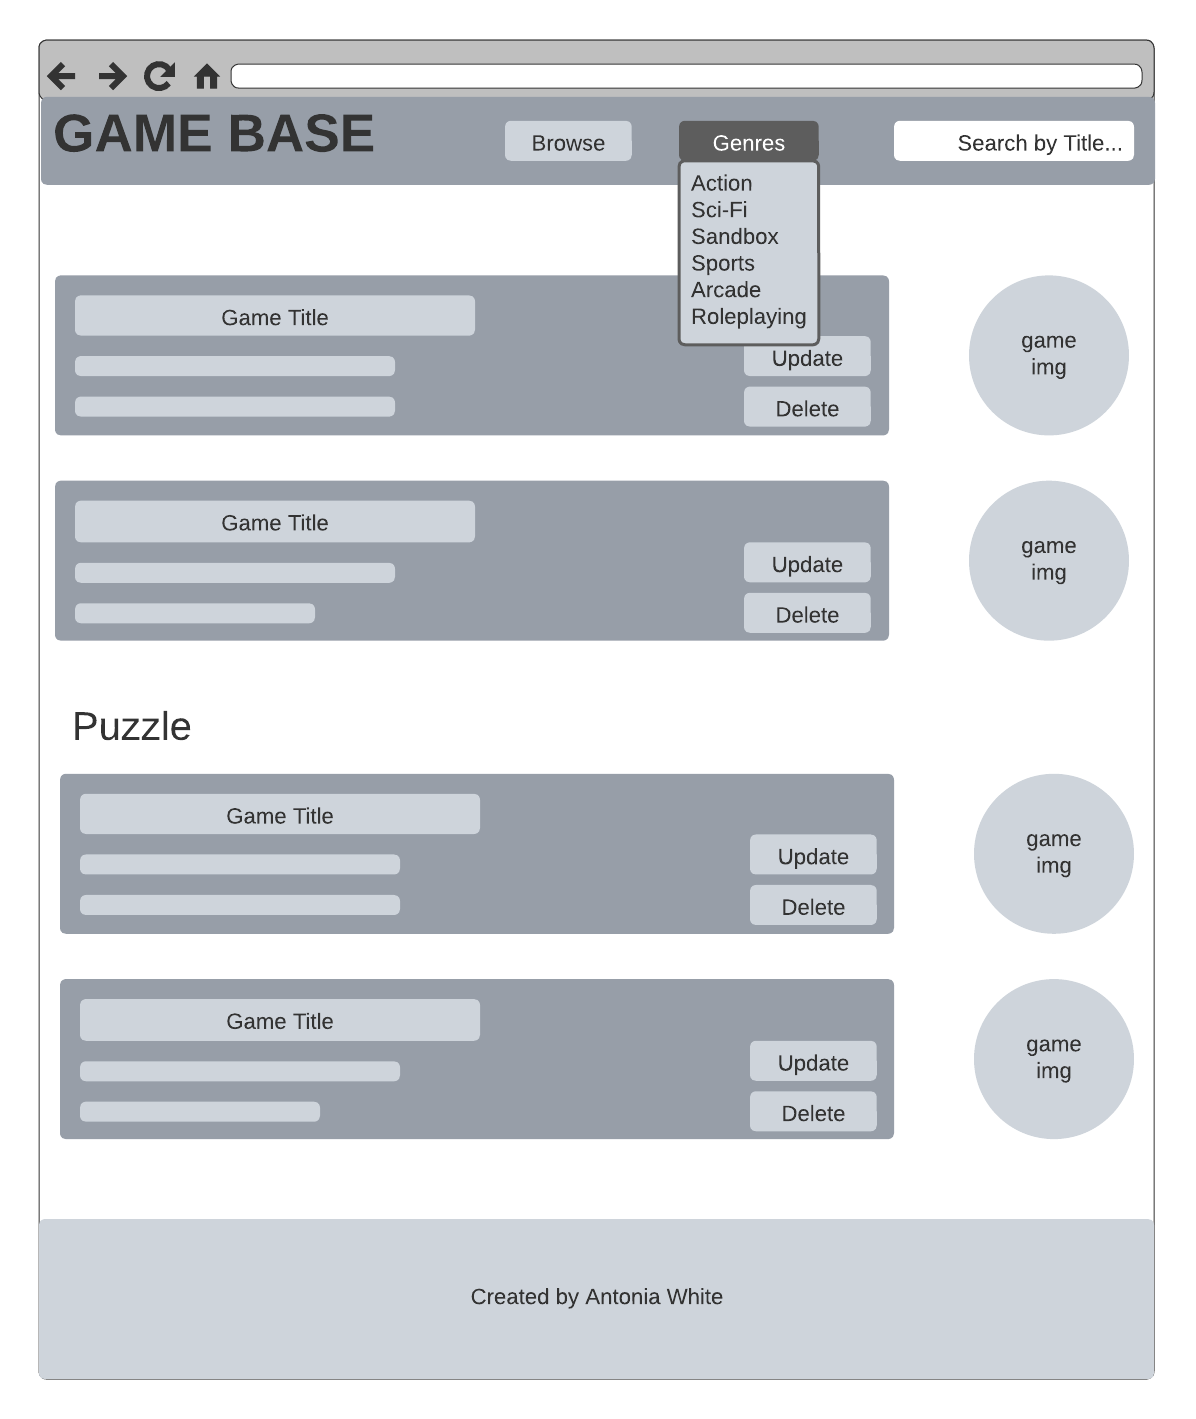 GAME BASE
Browse
Genres
Search by Title...
Action
Sci-Fi
Sandbox
Sports
Arcade
Roleplaying
Game Title
Update
Delete
game
img
Game Title
Update
Delete
game
img
Puzzle
Game Title
Update
Delete
game
img
Game Title
Update
Delete
game
img
Created by Antonia White